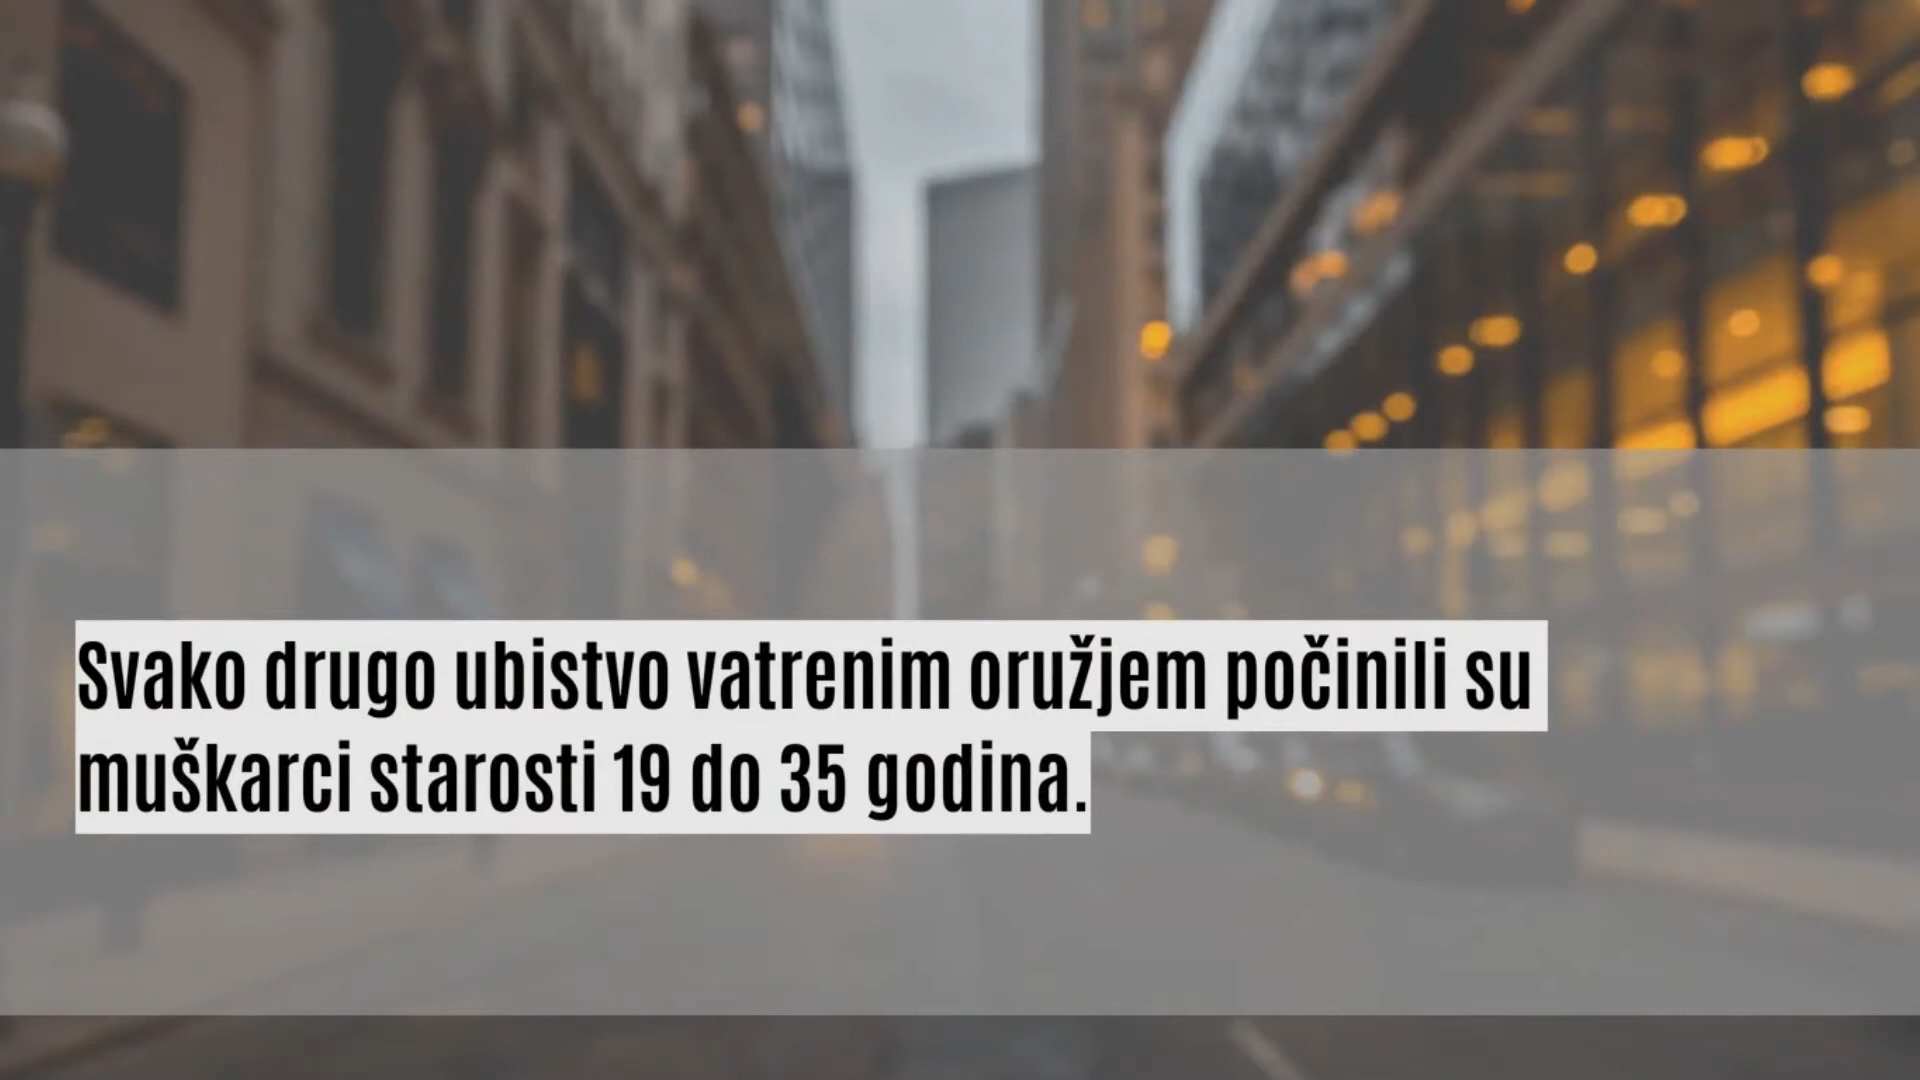 Svako drugo ubistvo vatrenim oružjem počinili su
muškarci starosti 19 do 35 godina.